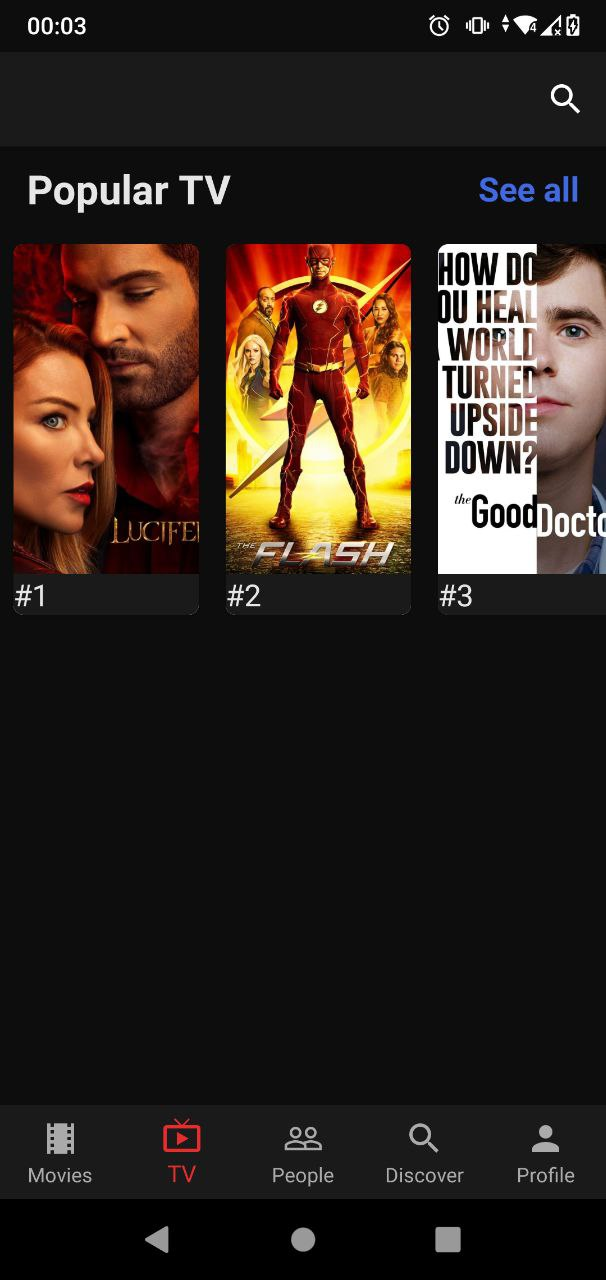 00:03
4
Popular TV
See all
LUCIFE
THE
FLASH
HOW DO
OU HEAL
A WORLD
TURNED
UPSIDE
DOWN?
the Good Docto
#1
#2
#3
Movies
TV
People
Discover
Profile